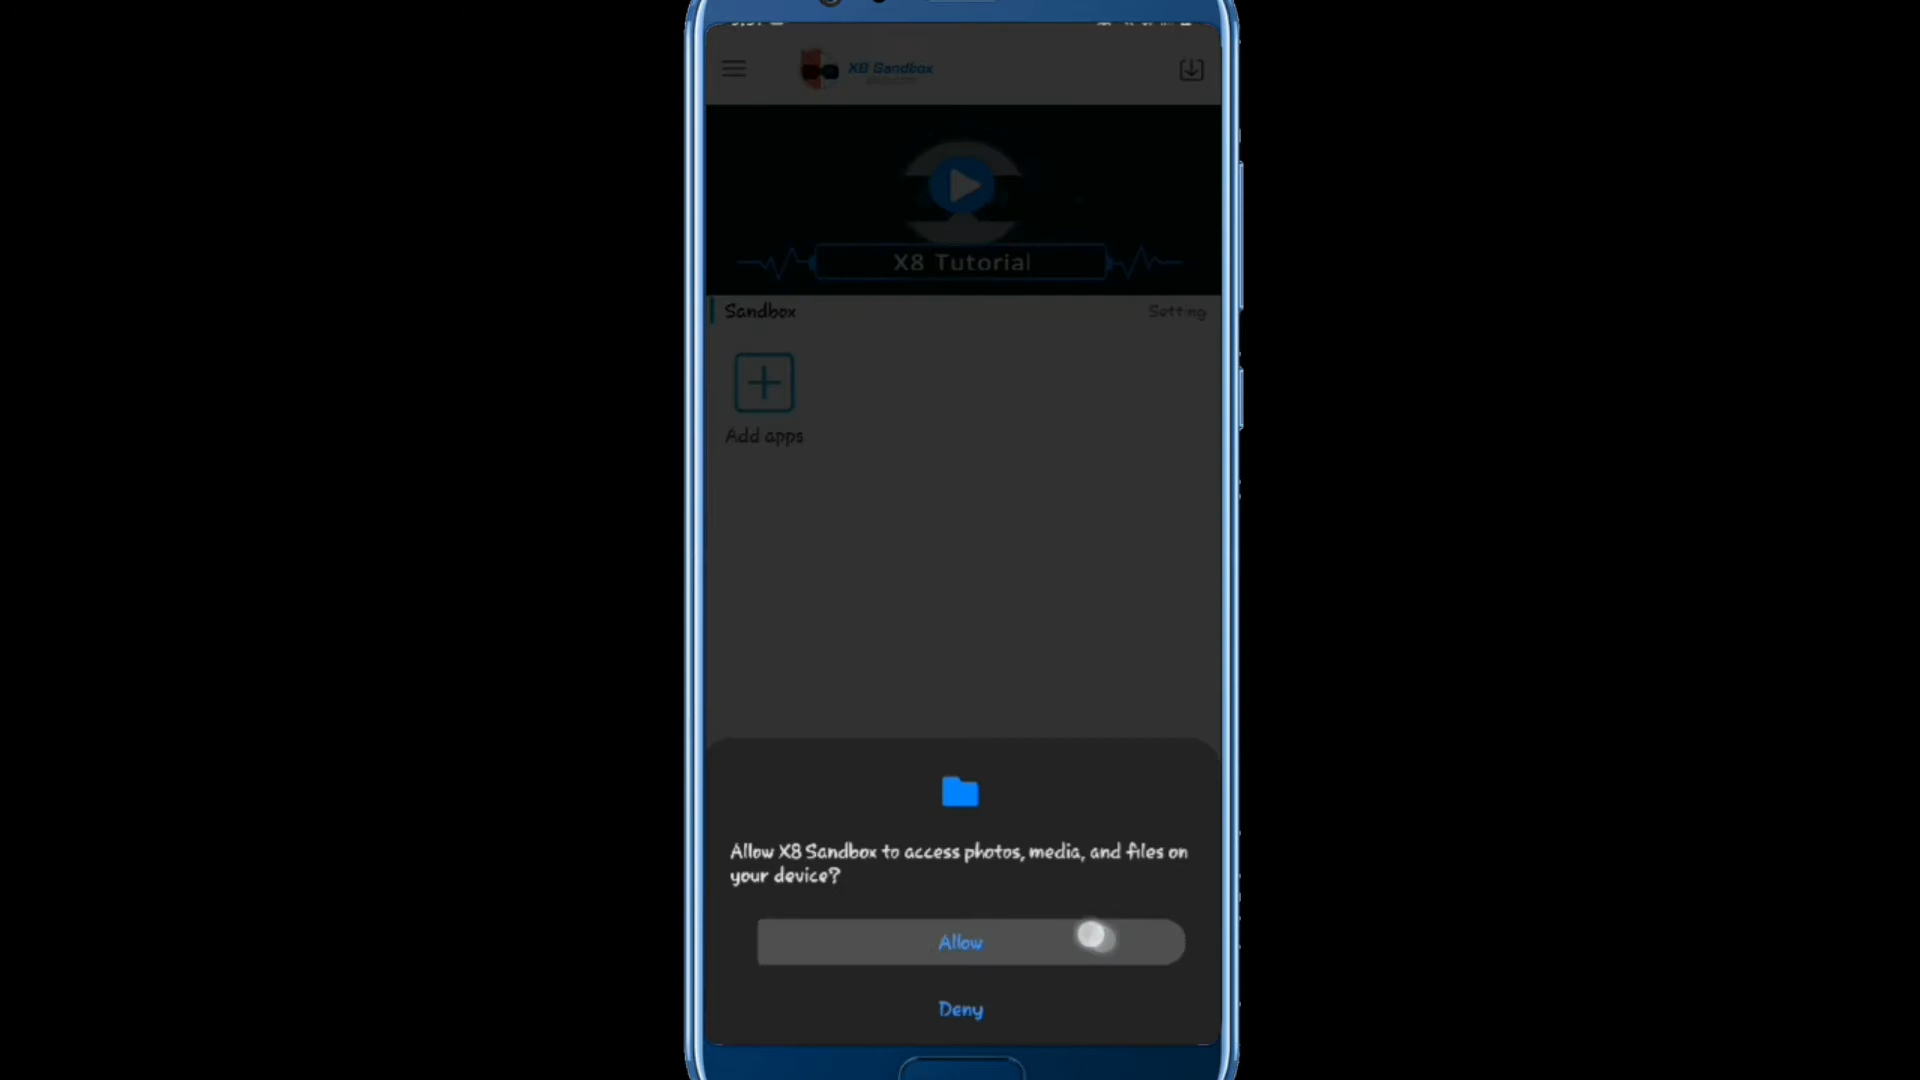 X8 Sandbox
X8 Tutorial
Sandbox
Setting
Add apps
Allow X8 Sandbox to access photos, media, and files on
your device?
Allow
Deny